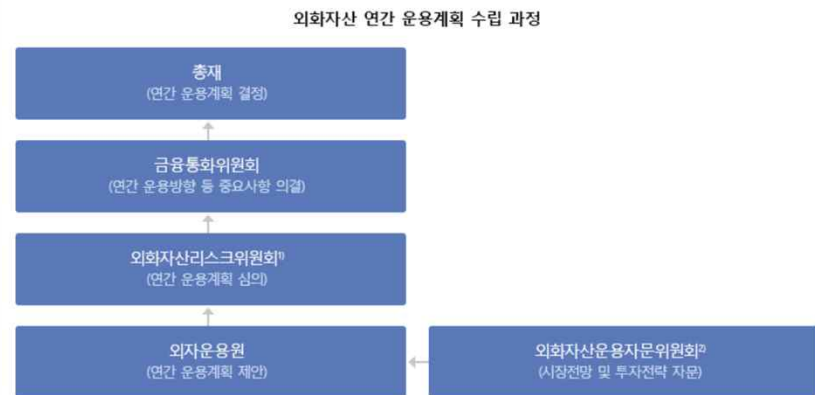 외화자산 연간 운용계획 수립 과정
총재
(연간 운용계획 결정)
금융통화위원회
(연간 운용방향 등 중요사항 의결)
외화자산리스크위원회¹⁾
(연간 운용계획 심의)
외자운용원
(연간 운용계획 제안)
외화자산운용자문위원회²⁾
(시장전망 및 투자전략 자문)